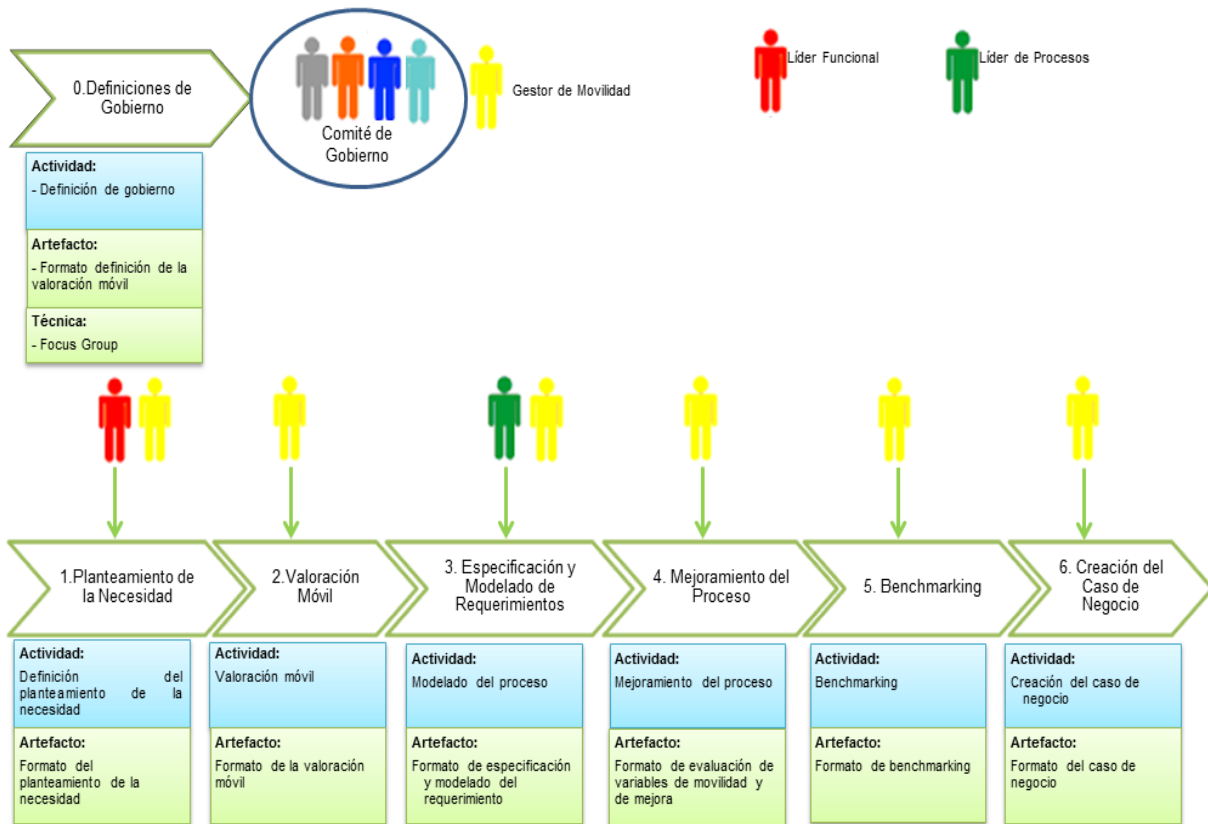 0.Definiciones de
Gobierno
Comité de
Gobierno
Gestor de Movilidad
Líder Funcional
Líder de Procesos
Actividad:
- Definición de gobierno
Artefacto:
- Formato definición de la
valoración móvil
Técnica:
- Focus Group
1.Planteamiento de
la Necesidad
2.Valoración
Móvil
3. Especificación y
Modelado de
Requerimientos
4. Mejoramiento del
Proceso
5. Benchmarking
6. Creación del
Caso de
Negocio
Actividad:
Definición del
planteamiento de la
necesidad
Artefacto:
Formato del
planteamiento de la
necesidad
Actividad:
Valoración móvil
Artefacto:
Formato de la valoración
móvil
Actividad:
Modelado del proceso
Artefacto:
Formato de especificación
y modelado del
requerimiento
Actividad:
Mejoramiento del proceso
Artefacto:
Formato de evaluación de
variables de movilidad y
de mejora
Actividad:
Benchmarking
Artefacto:
Formato de benchmarking
Actividad:
Creación del caso de
negocio
Artefacto:
Formato del caso de
negocio